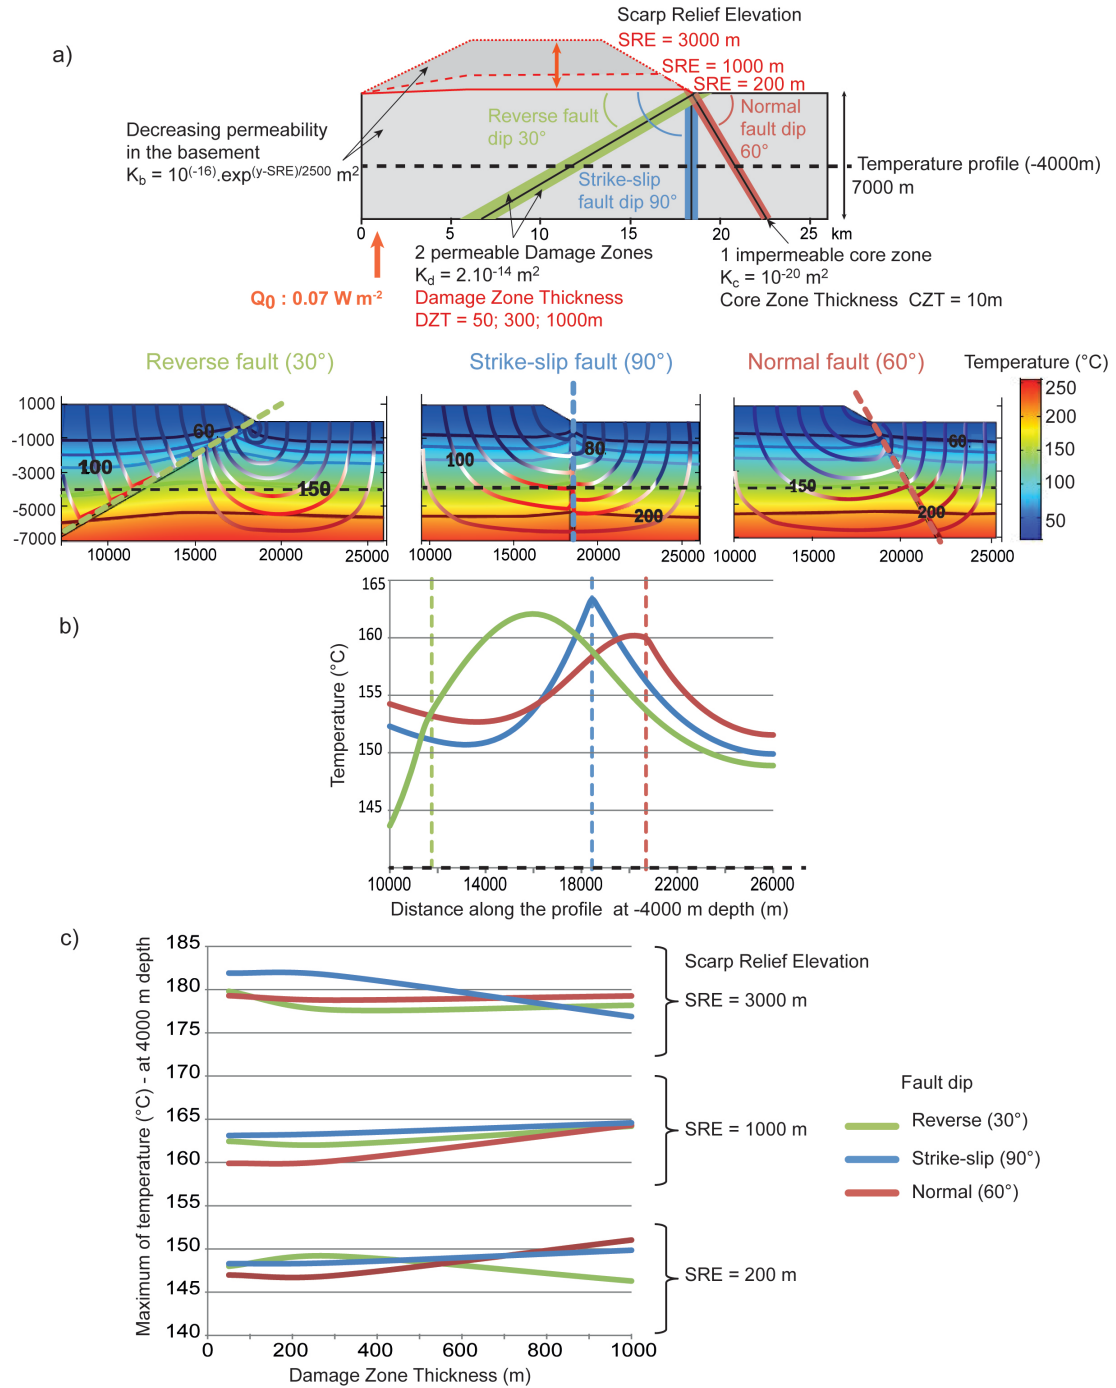 a)
Scarp Relief Elevation
SRE = 3000 m
SRE = 1000 m
SRE = 200 m
Reverse fault
dip 30°
Normal
fault dip
60°
Decreasing permeability
in the basement
K_b = 10^(-16).exp^(y-SRE)/2500 m²
Strike-slip
fault dip 90°
Temperature profile (-4000m)
7000 m
0 5 10 15 20 25 km
2 permeable Damage Zones
K_d = 2.10^-14 m²
Damage Zone Thickness
DZT = 50; 300; 1000m
1 impermeable core zone
K_c = 10^-20 m²
Core Zone Thickness CZT = 10m
Q₀ : 0.07 W m^-2
Reverse fault (30°)
Strike-slip fault (90°)
Normal fault (60°)
Temperature (°C)
1000
-1000
-3000
-5000
-7000
60
100
150
10000 15000 20000 25000
80
100
200
10000 15000 20000 25000
60
150
200
10000 15000 20000 25000
250
200
150
100
50
b)
Temperature (°C)
165
160
155
150
145
10000 14000 18000 22000 26000
Distance along the profile at -4000 m depth (m)
c)
Maximum of temperature (°C) - at 4000 m depth
185
180
175
170
165
160
155
150
145
140
0 200 400 600 800 1000
Damage Zone Thickness (m)
Scarp Relief Elevation
SRE = 3000 m
SRE = 1000 m
SRE = 200 m
Fault dip
Reverse (30°)
Strike-slip (90°)
Normal (60°)